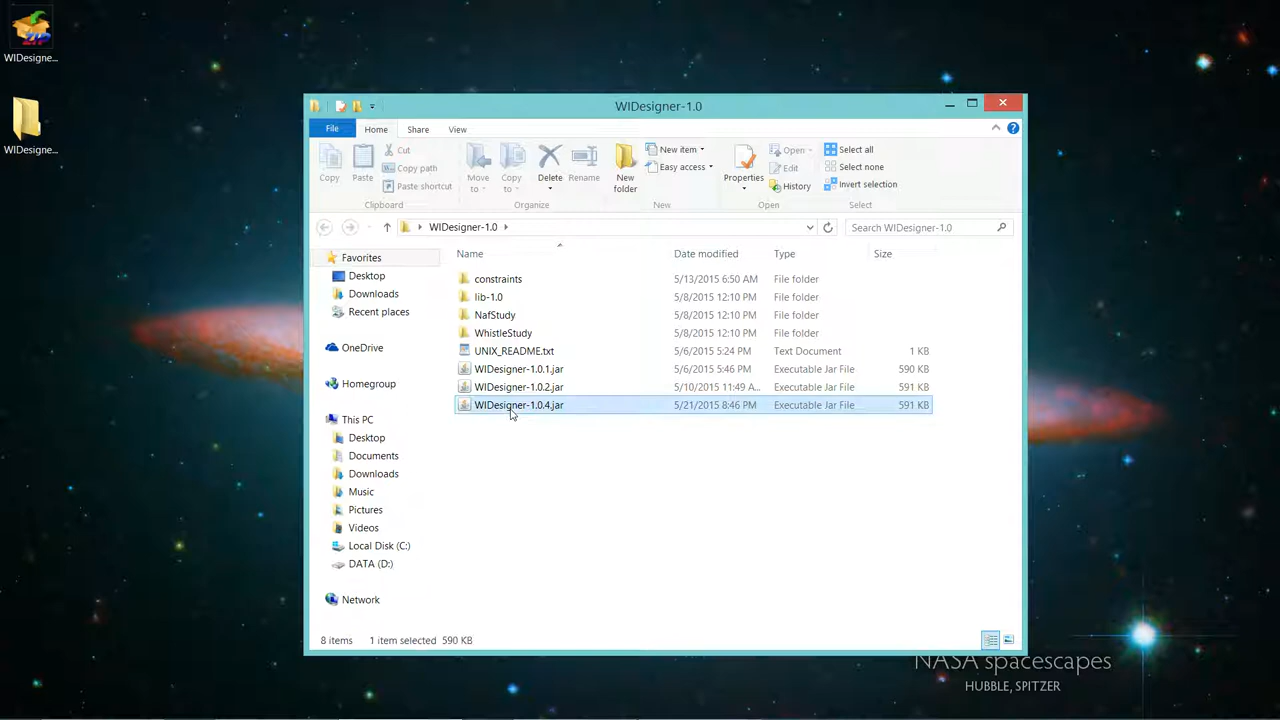 WIDesigne...
WIDesigne...
WIDesigner-1.0
File Home Share View
Copy Paste Cut Copy path Paste shortcut Move to Copy to Delete Rename New folder New item Easy access Properties Open Edit History Select all Select none Invert selection
Clipboard Organize New Open Select
WIDesigner-1.0 Search WIDesigner-1.0
Favorites
Desktop
Downloads
Recent places
OneDrive
Homegroup
This PC
Desktop
Documents
Downloads
Music
Pictures
Videos
Local Disk (C:)
DATA (D:)
Network
Name Date modified Type Size
constraints 5/13/2015 6:50 AM File folder
lib-1.0 5/8/2015 12:10 PM File folder
NafStudy 5/8/2015 12:10 PM File folder
WhistleStudy 5/8/2015 12:10 PM File folder
UNIX_README.txt 5/6/2015 5:24 PM Text Document 1 KB
WIDesigner-1.0.1.jar 5/6/2015 5:46 PM Executable Jar File 590 KB
WIDesigner-1.0.2.jar 5/10/2015 11:49 A... Executable Jar File 591 KB
WIDesigner-1.0.4.jar 5/21/2015 8:46 PM Executable Jar File 591 KB
8 items 1 item selected 590 KB
NASA spacescapes
HUBBLE, SPITZER